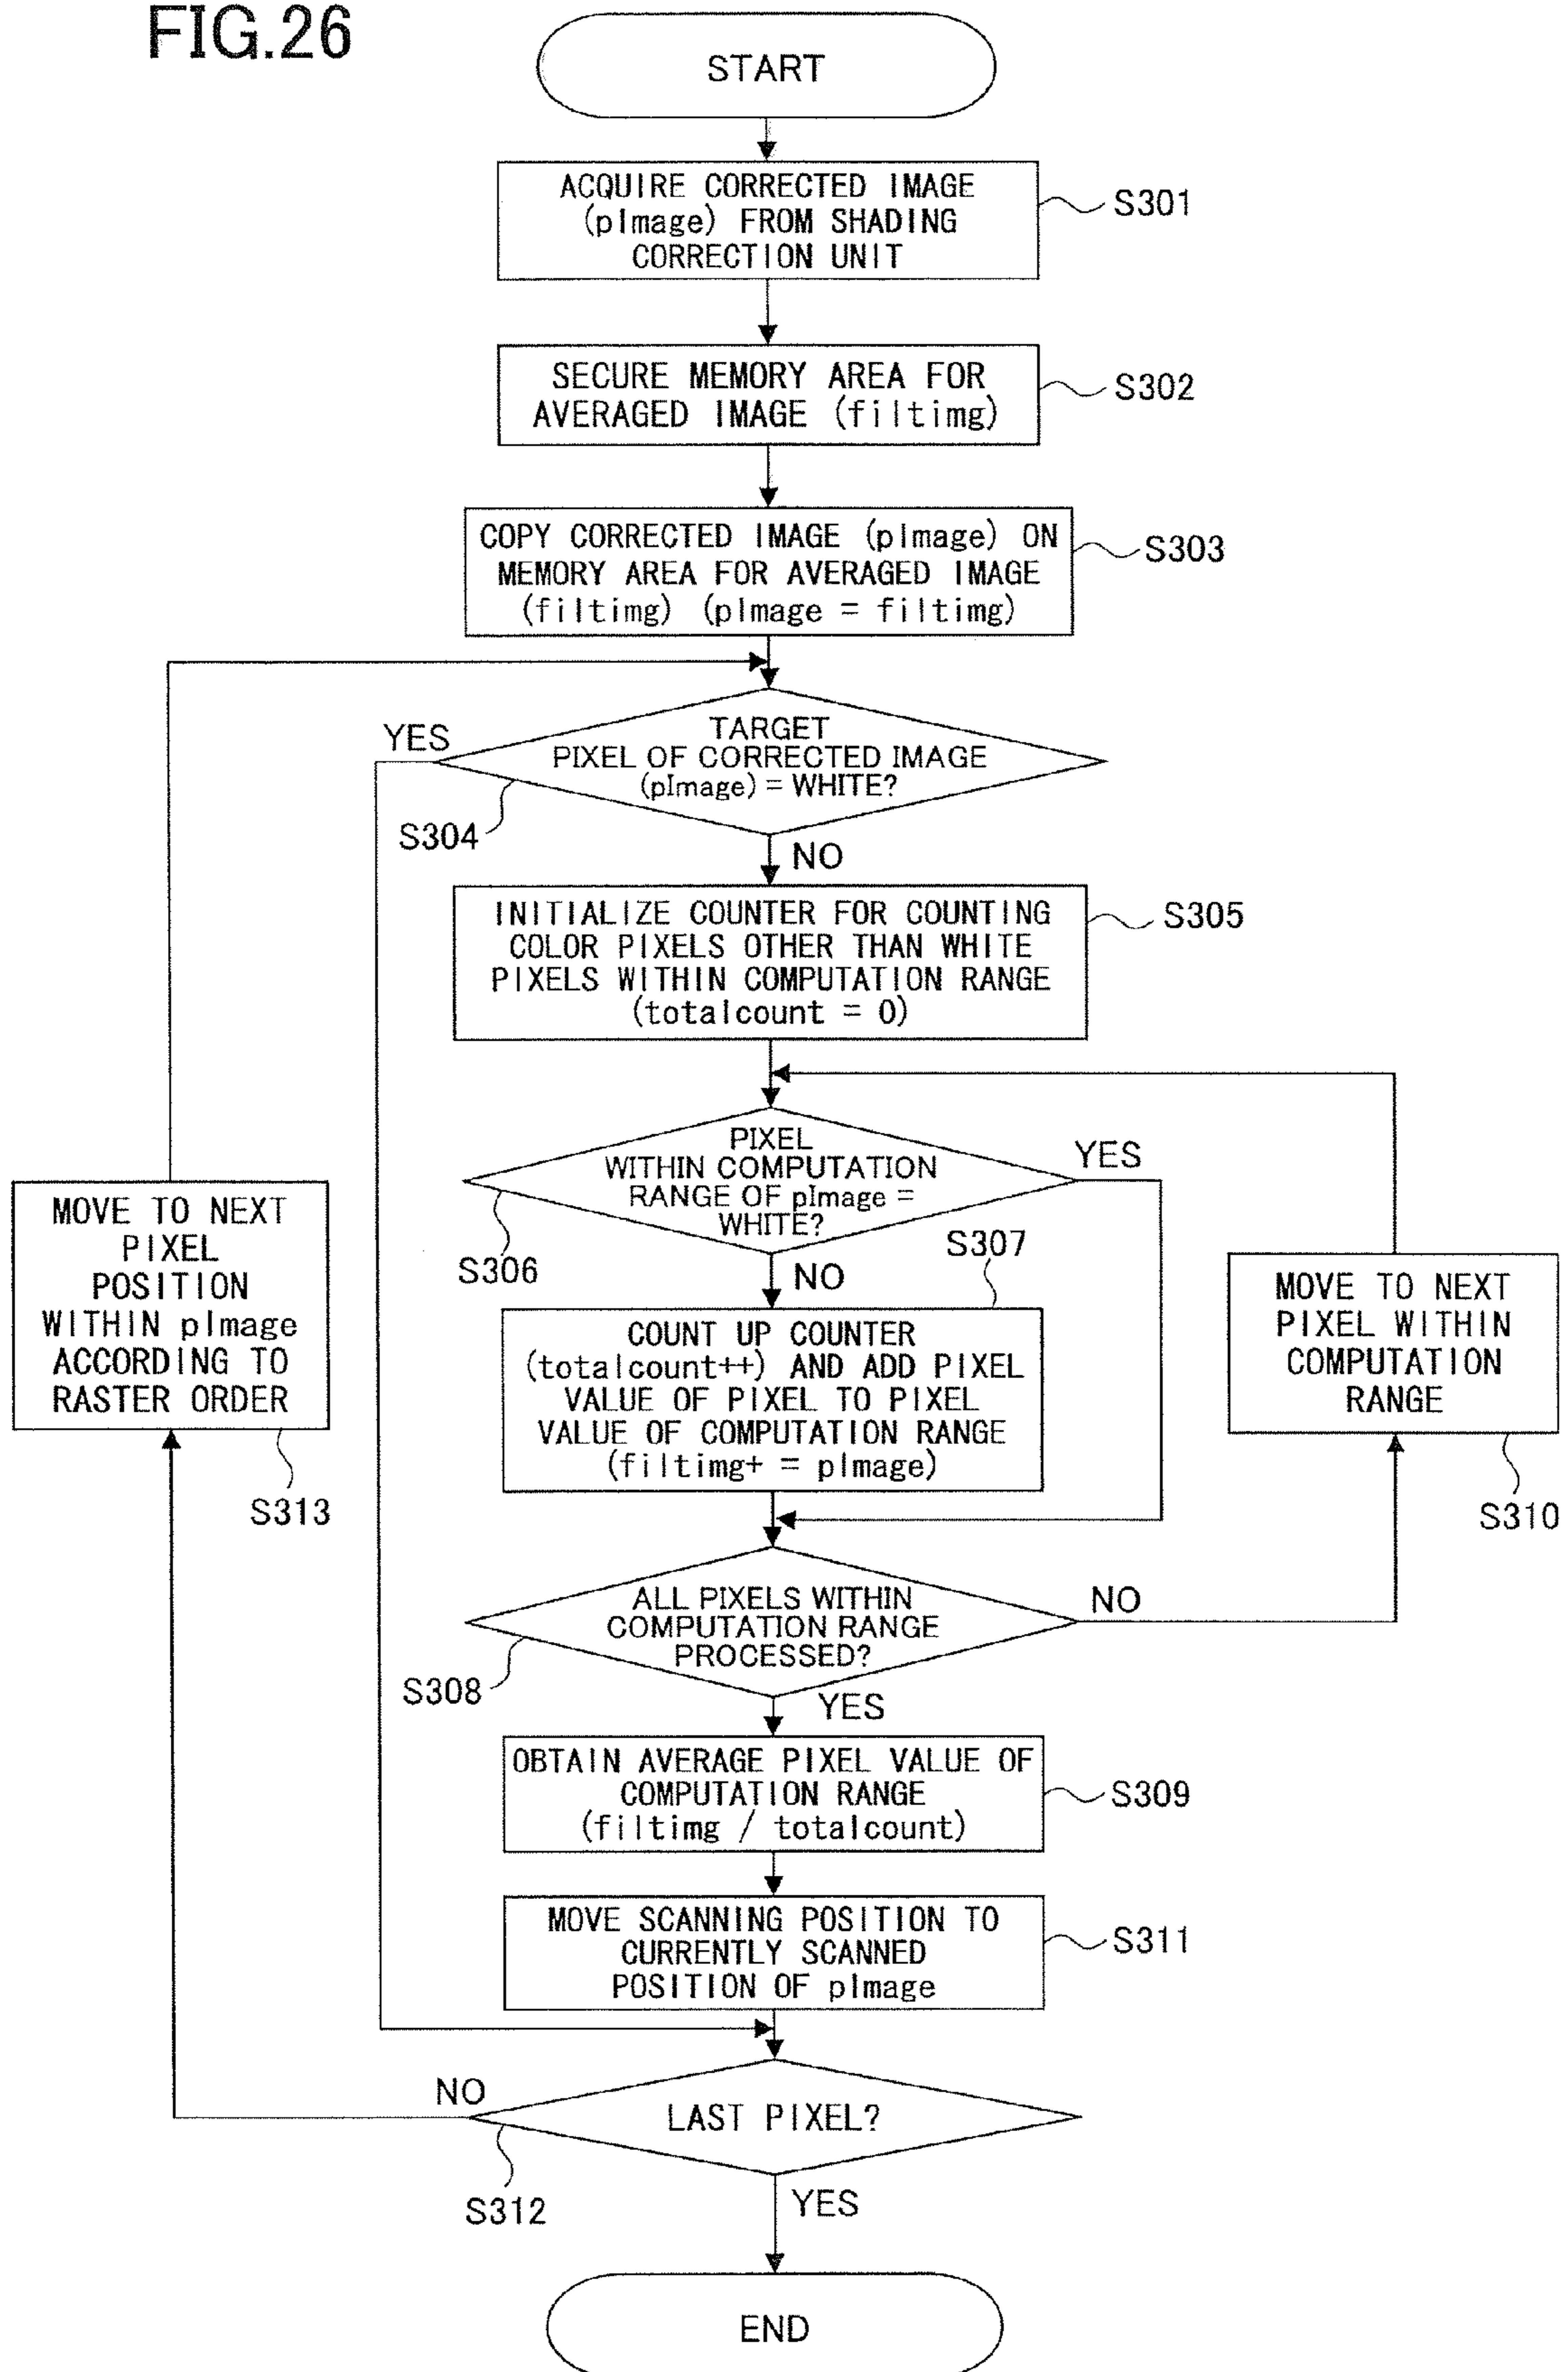 FIG.26
START
ACQUIRE CORRECTED IMAGE
(pImage) FROM SHADING
CORRECTION UNIT
S301
SECURE MEMORY AREA FOR
AVERAGED IMAGE (filtimg)
S302
COPY CORRECTED IMAGE (pImage) ON
MEMORY AREA FOR AVERAGED IMAGE
(filtimg) (pImage = filtimg)
S303
YES
TARGET
PIXEL OF CORRECTED IMAGE
(pImage) = WHITE?
S304
NO
INITIALIZE COUNTER FOR COUNTING
COLOR PIXELS OTHER THAN WHITE
PIXELS WITHIN COMPUTATION RANGE
(totalcount = 0)
S305
PIXEL
WITHIN COMPUTATION
RANGE OF pImage =
WHITE?
YES
S306
NO
S307
COUNT UP COUNTER
(totalcount++) AND ADD PIXEL
VALUE OF PIXEL TO PIXEL
VALUE OF COMPUTATION RANGE
(filtimg+ = pImage)
MOVE TO NEXT
PIXEL WITHIN
COMPUTATION
RANGE
S310
MOVE TO NEXT
PIXEL
POSITION
WITHIN pImage
ACCORDING TO
RASTER ORDER
S313
ALL PIXELS WITHIN
COMPUTATION RANGE
PROCESSED?
NO
S308
YES
OBTAIN AVERAGE PIXEL VALUE OF
COMPUTATION RANGE
(filtimg / totalcount)
S309
MOVE SCANNING POSITION TO
CURRENTLY SCANNED
POSITION OF pImage
S311
NO
LAST PIXEL?
S312
YES
END